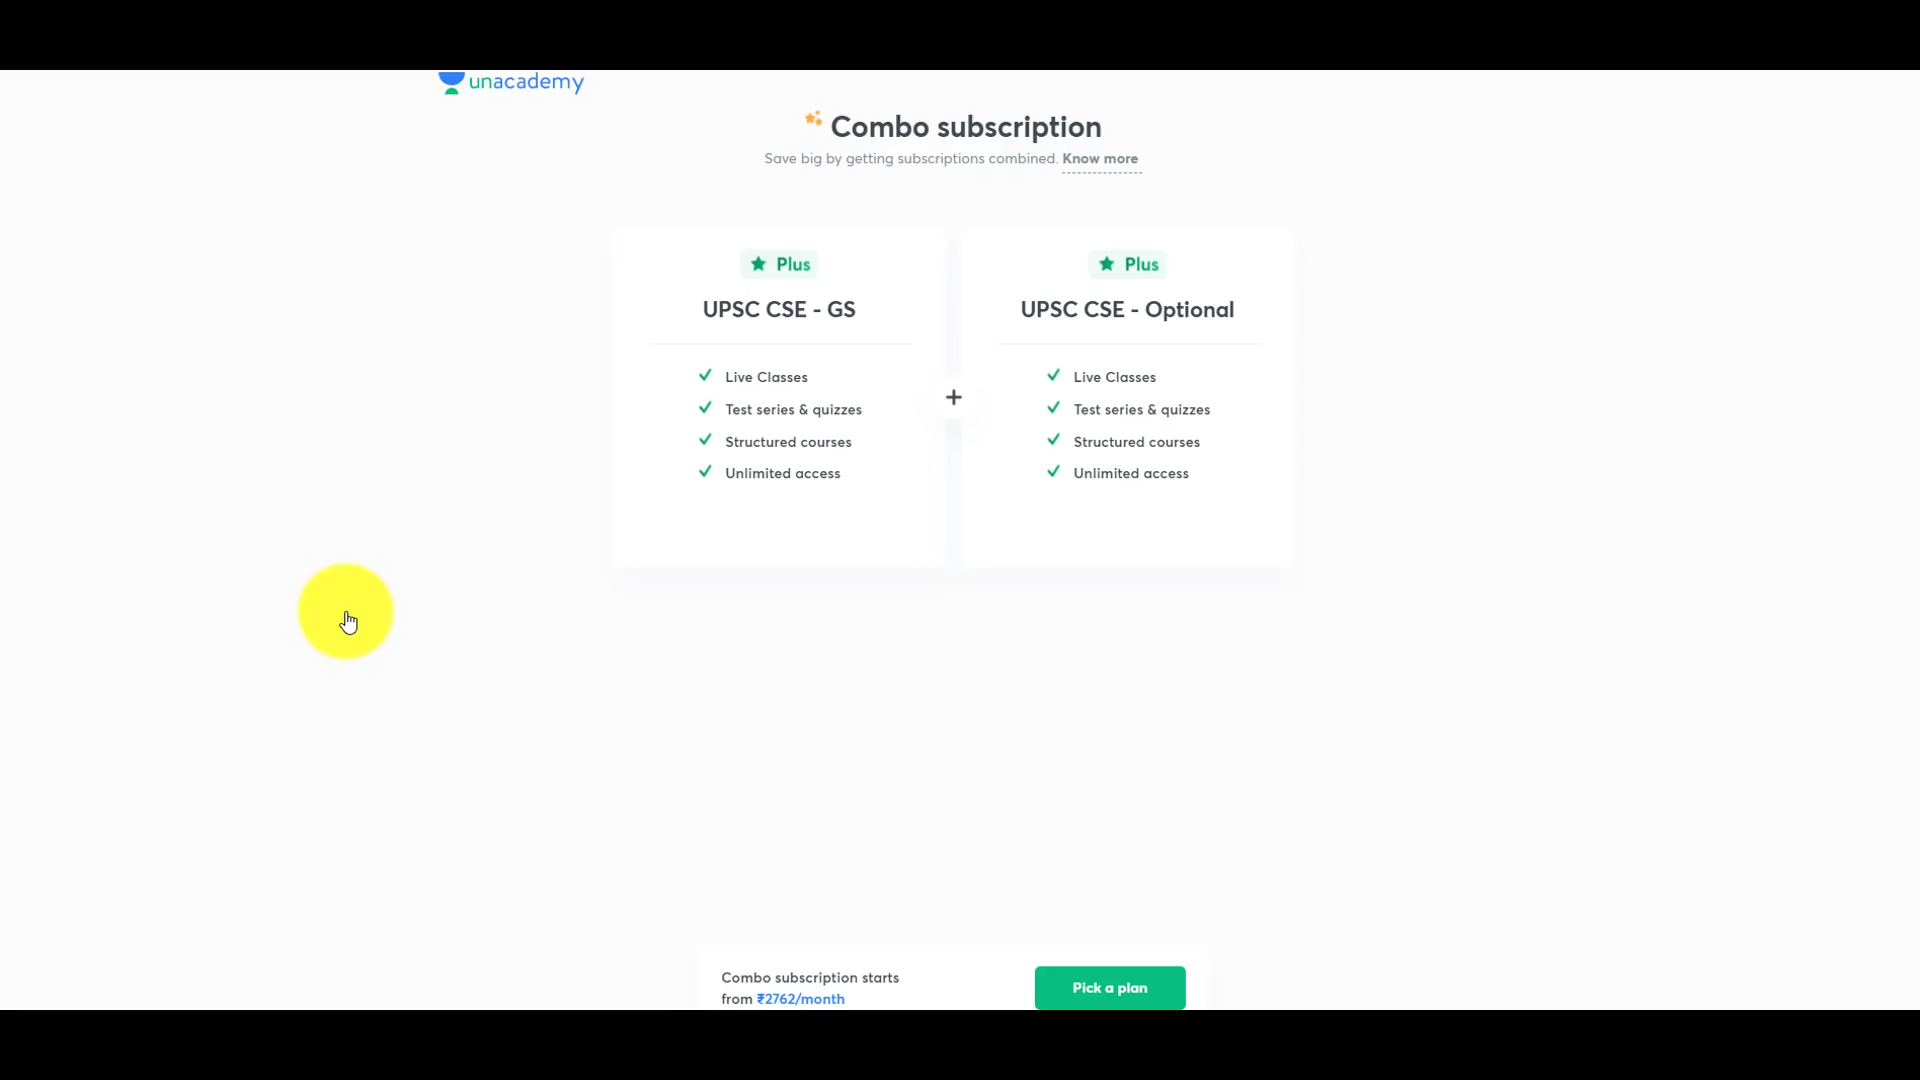 unacademy
Combo subscription
Save big by getting subscriptions combined. Know more
Plus
UPSC CSE - GS
Live Classes
Test series & quizzes
Structured courses
Unlimited access
+
Plus
UPSC CSE - Optional
Live Classes
Test series & quizzes
Structured courses
Unlimited access
Combo subscription starts
from ₹2762/month
Pick a plan